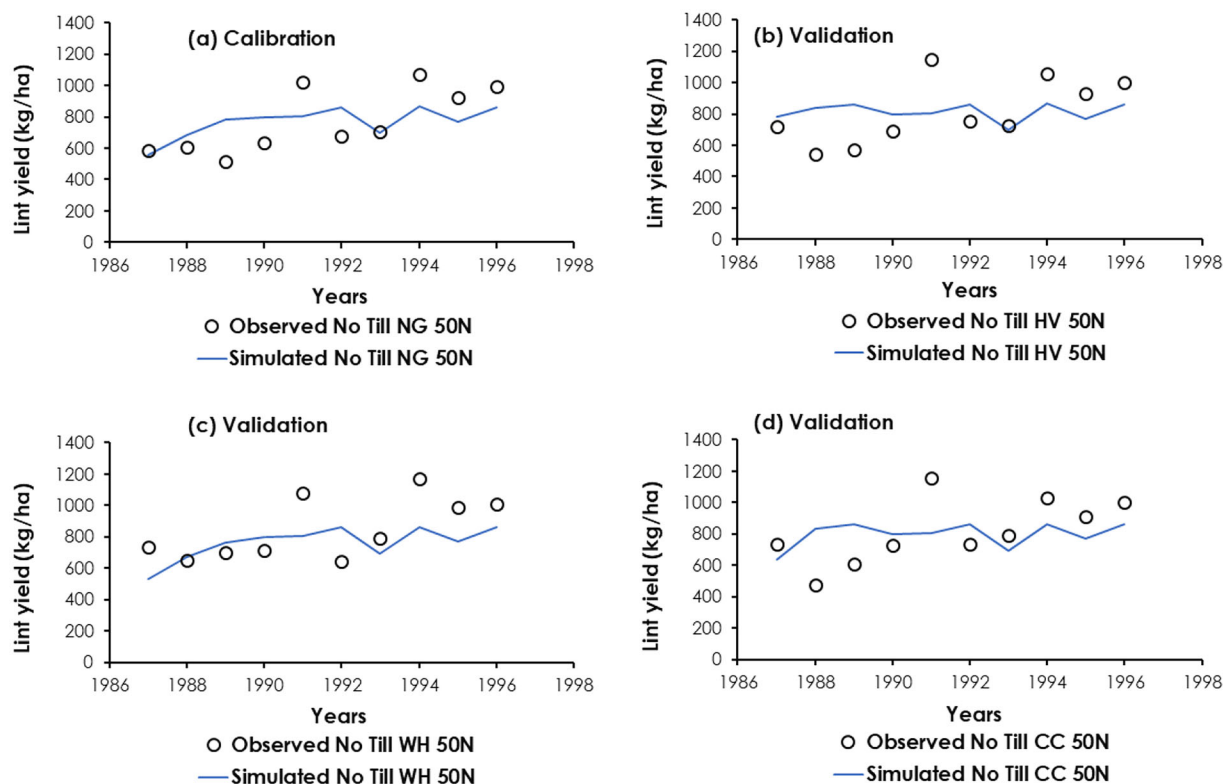 (a) Calibration
Lint yield (kg/ha)
1400
1200
1000
800
600
400
200
0
1986 1988 1990 1992 1994 1996 1998
Years
Observed No Till NG 50N
Simulated No Till NG 50N
(b) Validation
Lint yield (kg/ha)
1400
1200
1000
800
600
400
200
0
1986 1988 1990 1992 1994 1996 1998
Years
Observed No Till HV 50N
Simulated No Till HV 50N
(c) Validation
Lint yield (kg/ha)
1400
1200
1000
800
600
400
200
0
1986 1988 1990 1992 1994 1996 1998
Years
Observed No Till WH 50N
Simulated No Till WH 50N
(d) Validation
Lint yield (kg/ha)
1400
1200
1000
800
600
400
200
0
1986 1988 1990 1992 1994 1996 1998
Years
Observed No Till CC 50N
Simulated No Till CC 50N